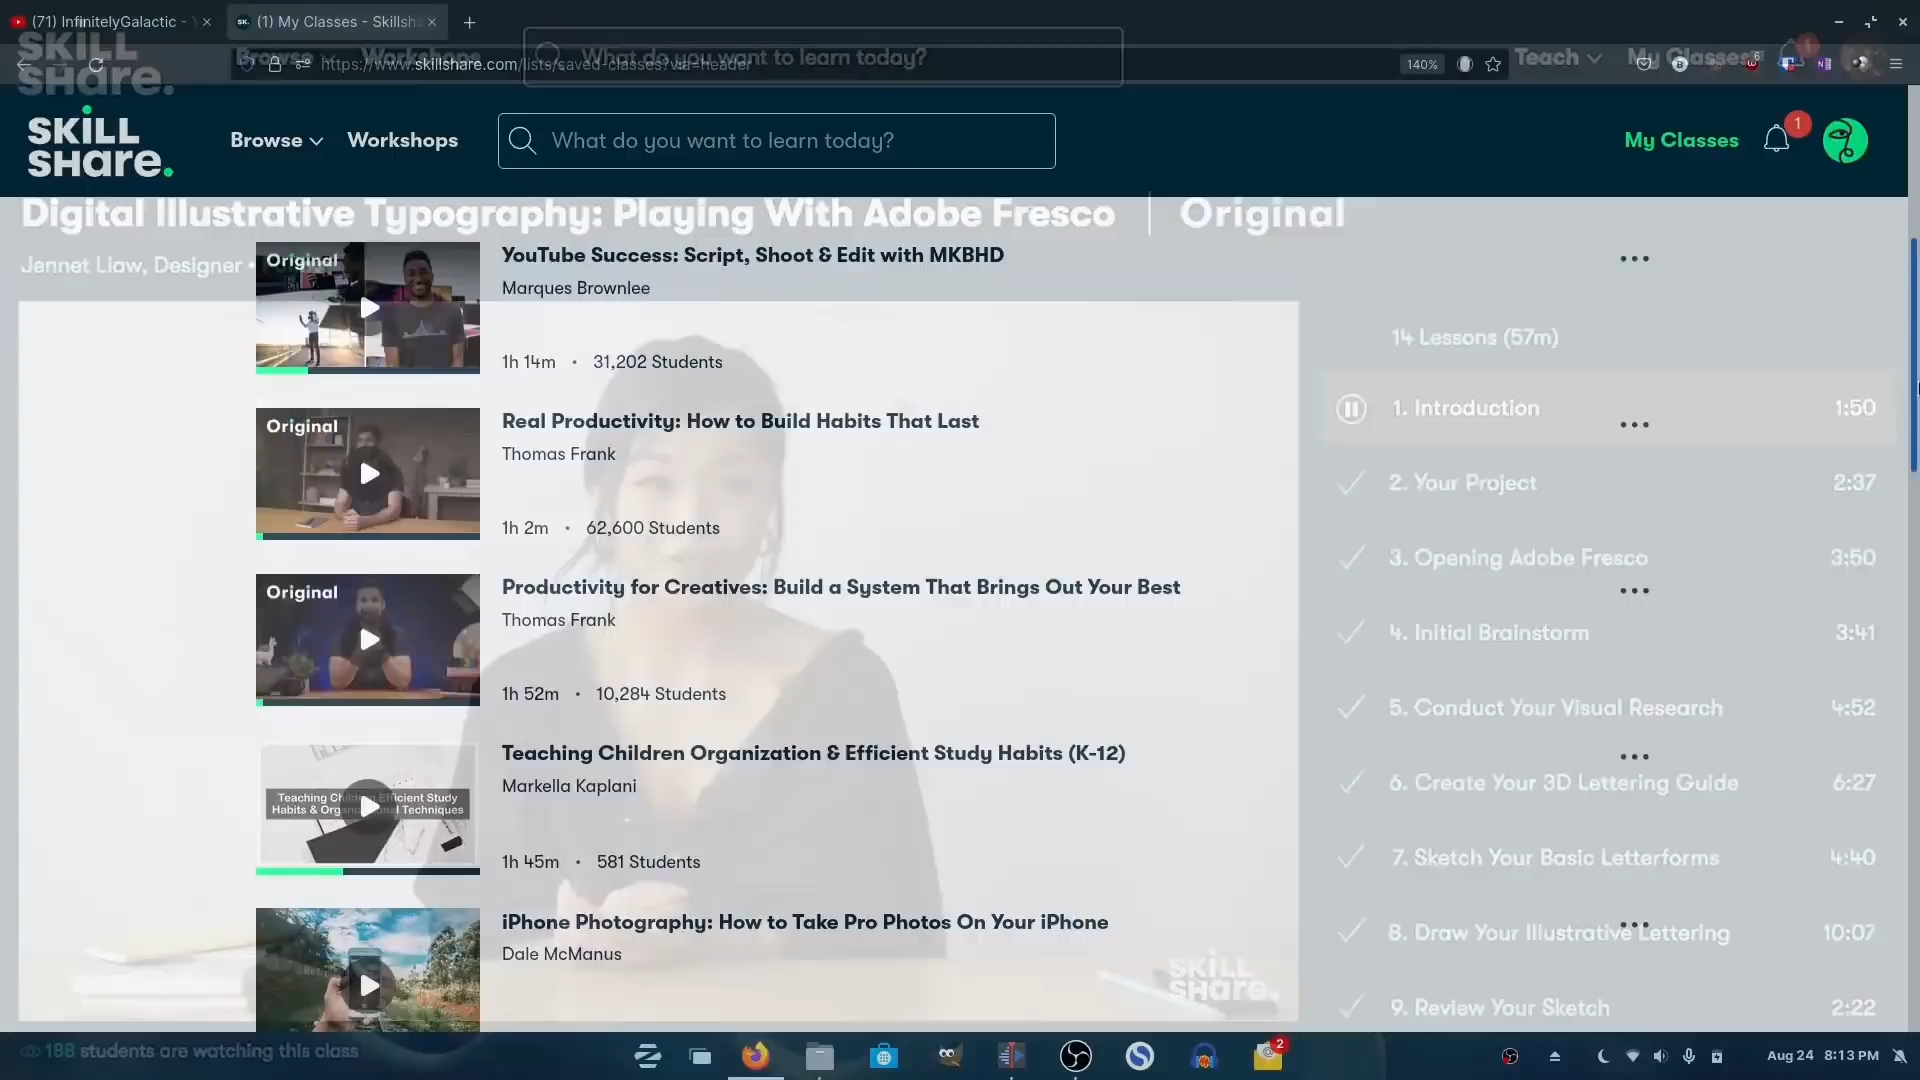 (71) InfinitelyGalactic - Y
(1) My Classes - Skillsh
SKILL
SHARE.
Browse
Workshops
What do you want to learn today?
Teach
My Classes
https://www.skillshare.com/lists/saved-classes?via=header
140%
6
1
SKILL
SHARE.
Browse
Workshops
What do you want to learn today?
My Classes
1
Digital Illustrative Typography: Playing With Adobe Fresco | Original
Jennet Liaw, Designer •
Original
YouTube Success: Script, Shoot & Edit with MKBHD
Marques Brownlee
1h 14m • 31,202 Students
Original
Real Productivity: How to Build Habits That Last
Thomas Frank
1h 2m • 62,600 Students
Original
Productivity for Creatives: Build a System That Brings Out Your Best
Thomas Frank
1h 52m • 10,284 Students
Teaching Children Organization & Efficient Study Habits (K-12)
Markella Kaplani
1h 45m • 581 Students
iPhone Photography: How to Take Pro Photos On Your iPhone
Dale McManus
14 Lessons (57m)
1. Introduction 1:50
2. Your Project 2:37
3. Opening Adobe Fresco 3:50
4. Initial Brainstorm 3:41
5. Conduct Your Visual Research 4:52
6. Create Your 3D Lettering Guide 6:27
7. Sketch Your Basic Letterforms 4:40
8. Draw Your Illustrative Lettering 10:07
9. Review Your Sketch 2:22
SKILL
SHARE.
188 students are watching this class
2
Aug 24 8:13 PM